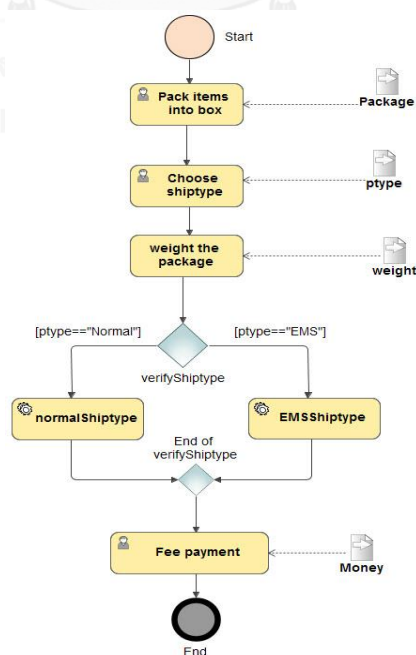 Start
Pack items
into box
Package
Choose
shiptype
ptype
weight the
package
weight
[ptype=="Normal"]
[ptype=="EMS"]
verifyShiptype
normalShiptype
EMSShiptype
End of
verifyShiptype
Fee payment
Money
End